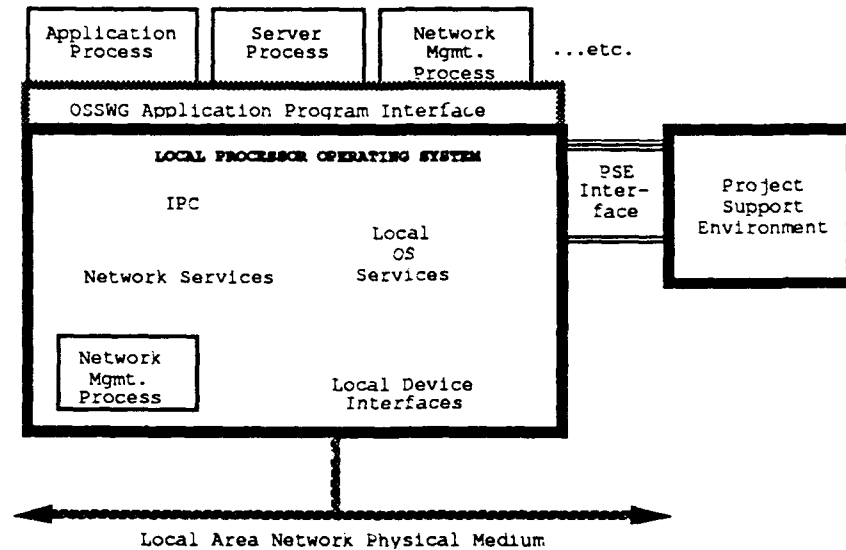 Application
Process
Server
Process
Network
Mgmt.
Process
...etc.
OSSWG Application Program Interface
LOCAL PROCESSOR OPERATING SYSTEM
IPC
Local
OS
Services
Network Services
Network
Mgmt.
Process
Local Device
Interfaces
PSE
Inter-
face
Project
Support
Environment
Local Area Network Physical Medium